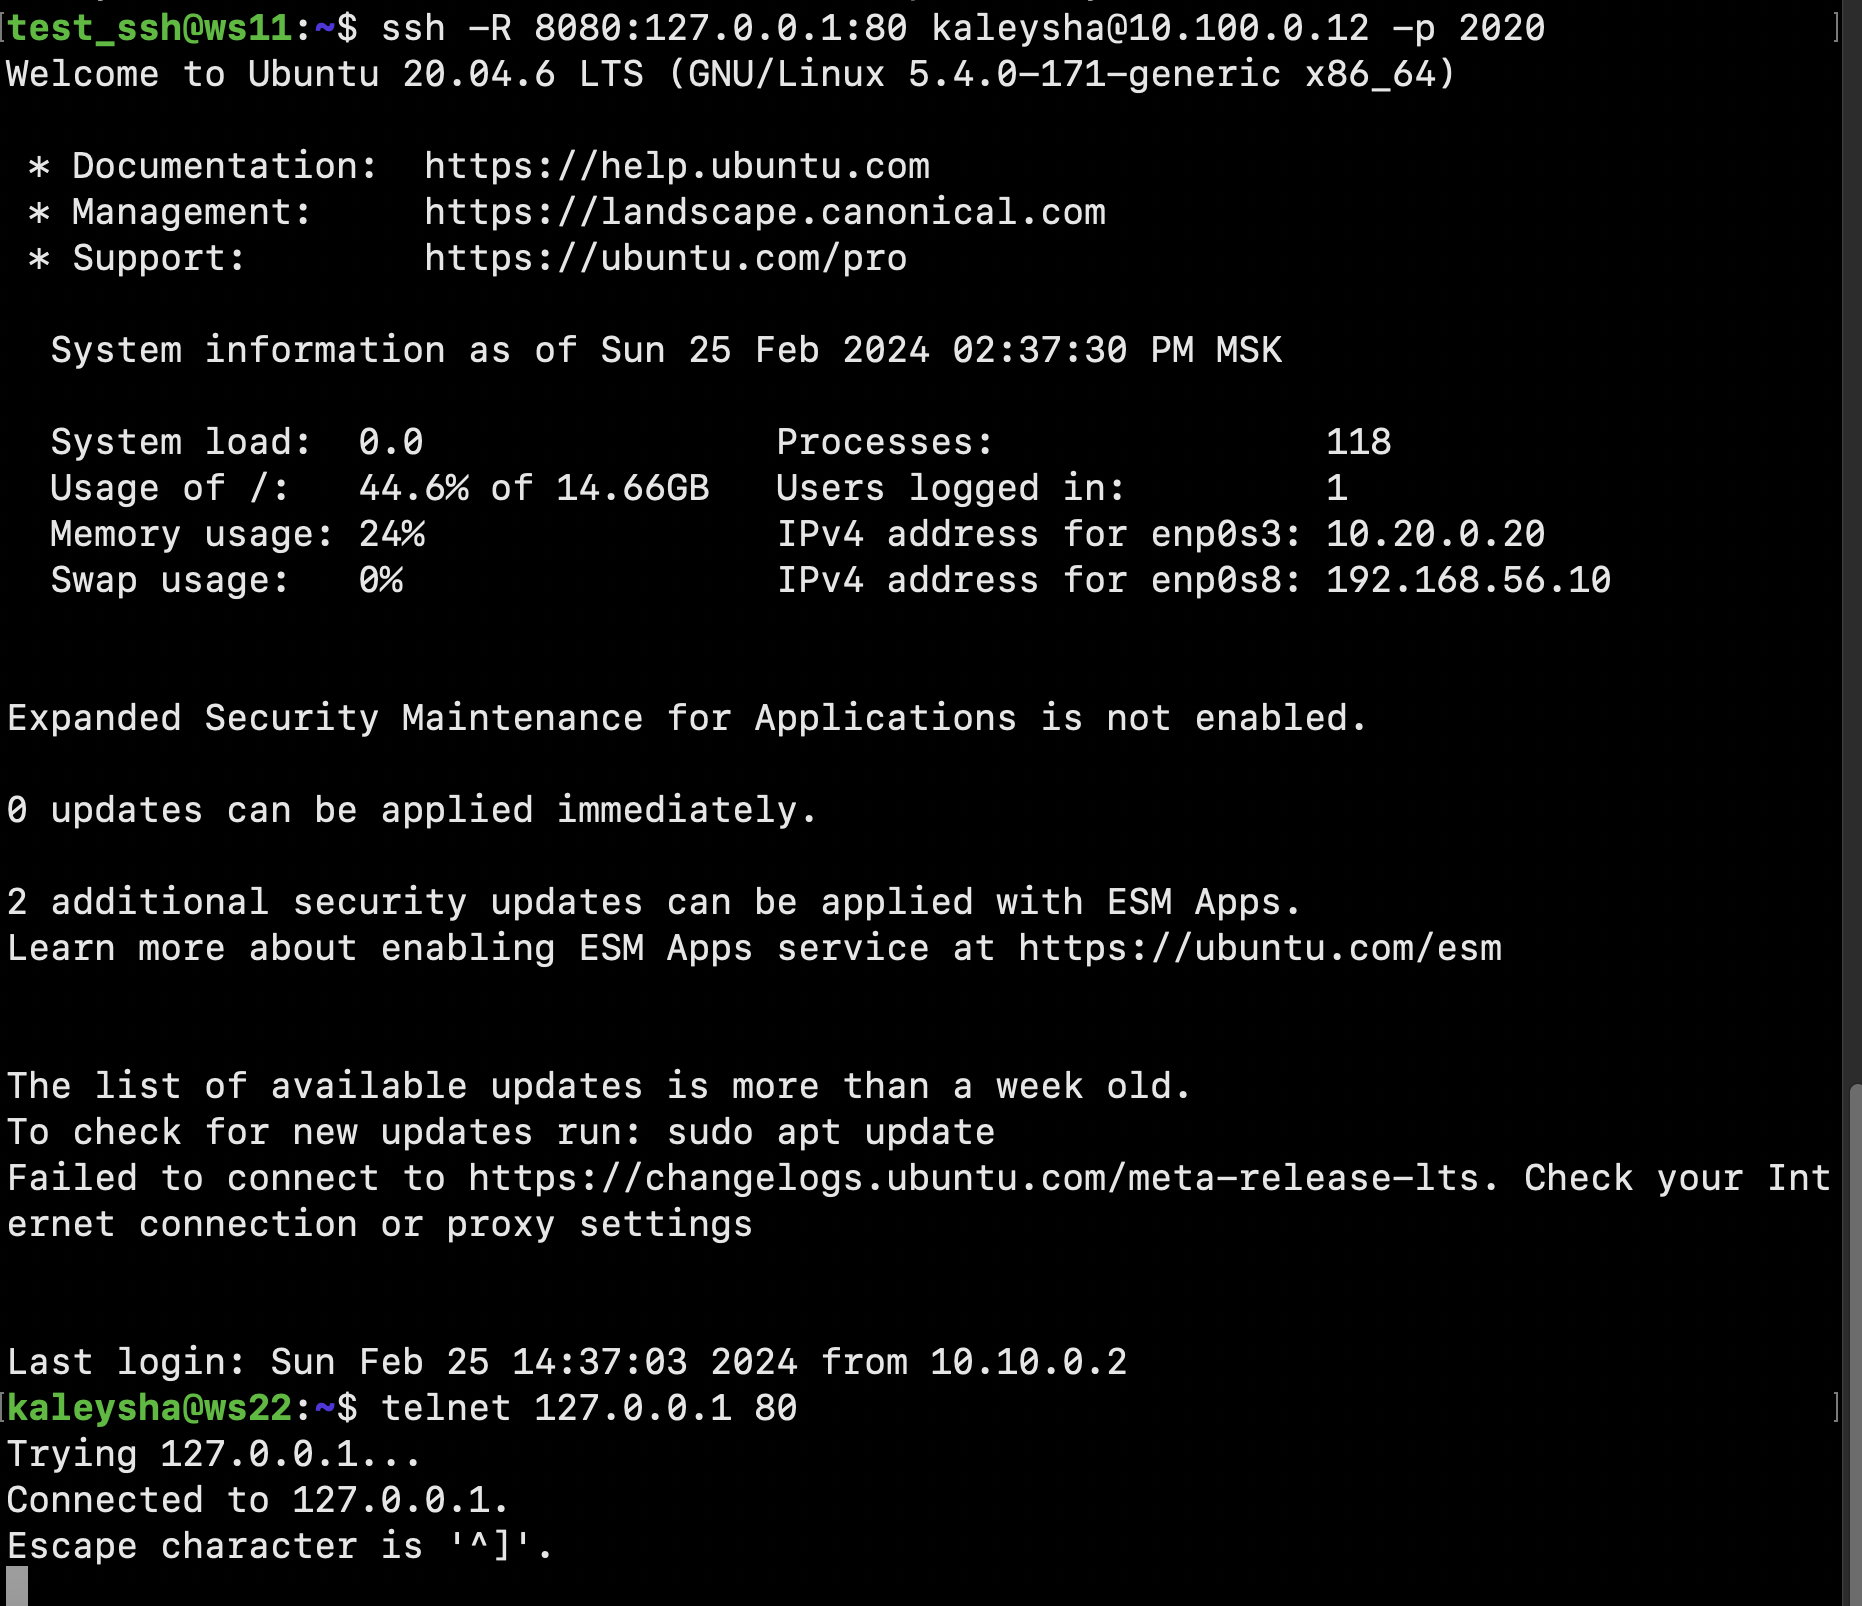 test_ssh@ws11:~$ ssh -R 8080:127.0.0.1:80 kaleysha@10.100.0.12 -p 2020
Welcome to Ubuntu 20.04.6 LTS (GNU/Linux 5.4.0-171-generic x86_64)
* Documentation:  https://help.ubuntu.com
* Management:     https://landscape.canonical.com
* Support:        https://ubuntu.com/pro
System information as of Sun 25 Feb 2024 02:37:30 PM MSK
System load:  0.0                Processes:               118
Usage of /:   44.6% of 14.66GB   Users logged in:         1
Memory usage: 24%                IPv4 address for enp0s3: 10.20.0.20
Swap usage:   0%                 IPv4 address for enp0s8: 192.168.56.10
Expanded Security Maintenance for Applications is not enabled.
0 updates can be applied immediately.
2 additional security updates can be applied with ESM Apps.
Learn more about enabling ESM Apps service at https://ubuntu.com/esm
The list of available updates is more than a week old.
To check for new updates run: sudo apt update
Failed to connect to https://changelogs.ubuntu.com/meta-release-lts. Check your Int
ernet connection or proxy settings
Last login: Sun Feb 25 14:37:03 2024 from 10.10.0.2
kaleysha@ws22:~$ telnet 127.0.0.1 80
Trying 127.0.0.1...
Connected to 127.0.0.1.
Escape character is '^]'.